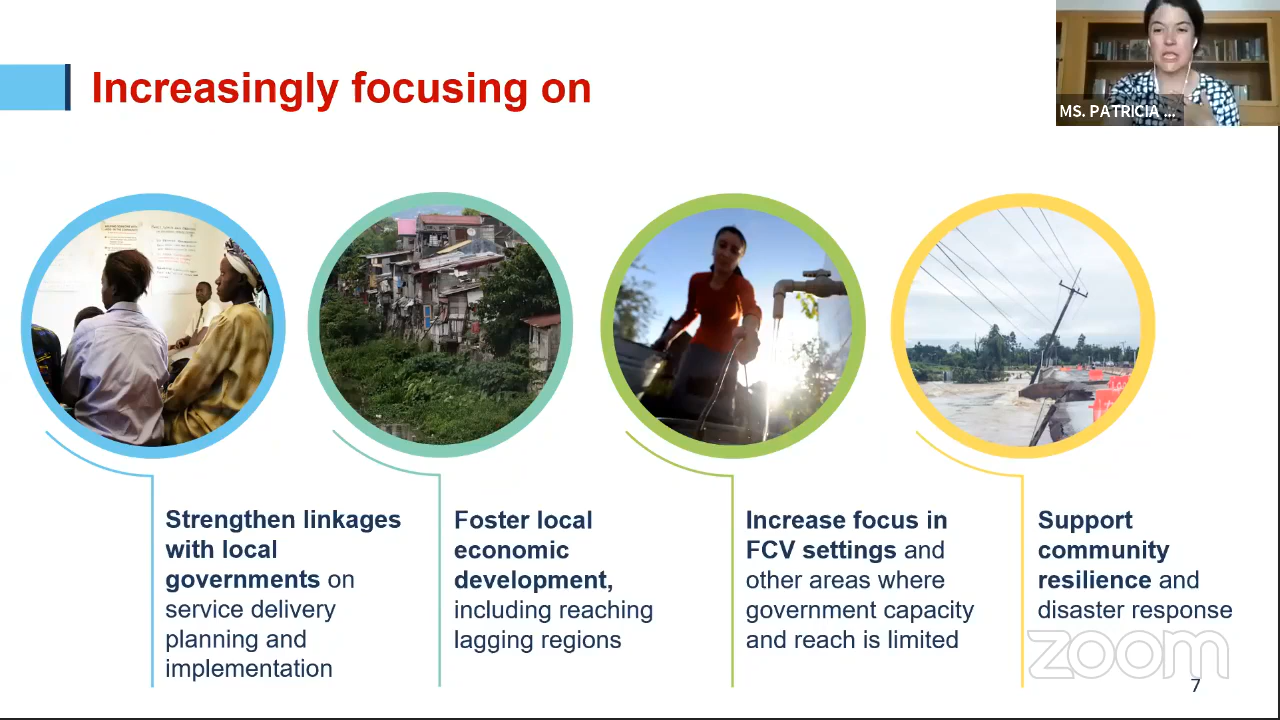 Increasingly focusing on
MS. PATRICIA ...
Strengthen linkages
with local
governments on
service delivery
planning and
implementation
Foster local
economic
development,
including reaching
lagging regions
Increase focus in
FCV settings and
other areas where
government capacity
and reach is limited
Support
community
resilience and
disaster response
zoom
7